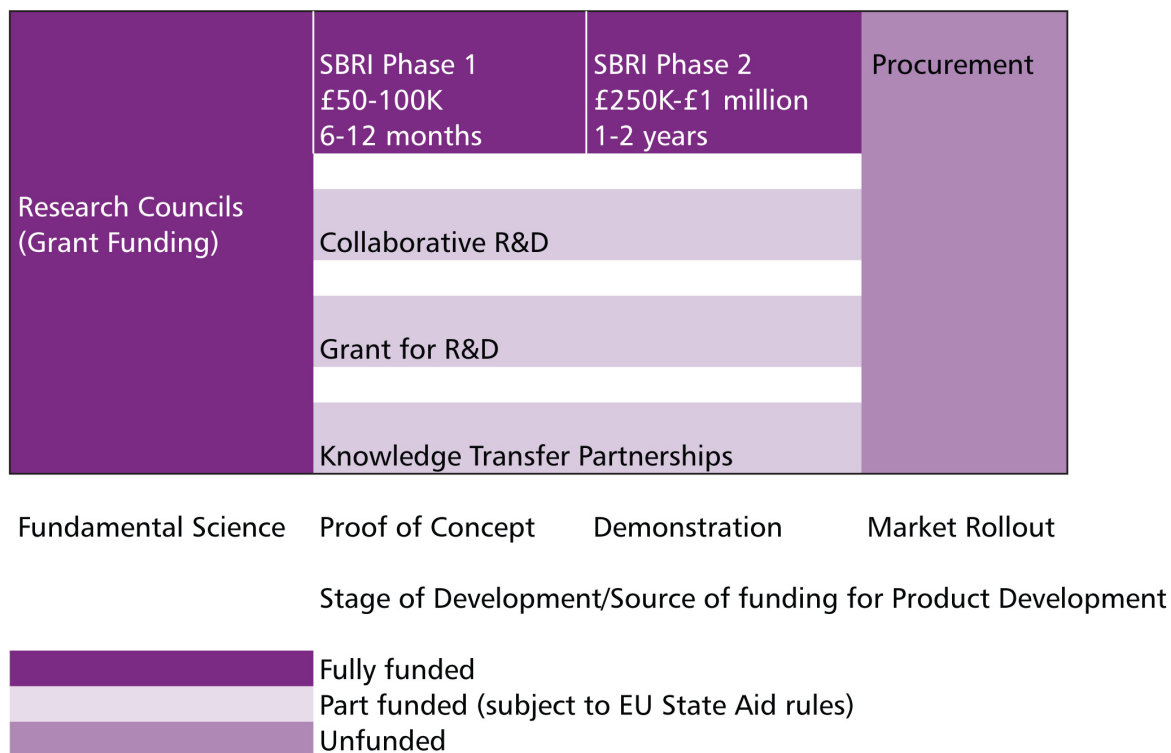 Research Councils
(Grant Funding)
SBRI Phase 1
£50-100K
6-12 months
SBRI Phase 2
£250K-£1 million
1-2 years
Procurement
Collaborative R&D
Grant for R&D
Knowledge Transfer Partnerships
Fundamental Science
Proof of Concept
Demonstration
Market Rollout
Stage of Development/Source of funding for Product Development
Fully funded
Part funded (subject to EU State Aid rules)
Unfunded